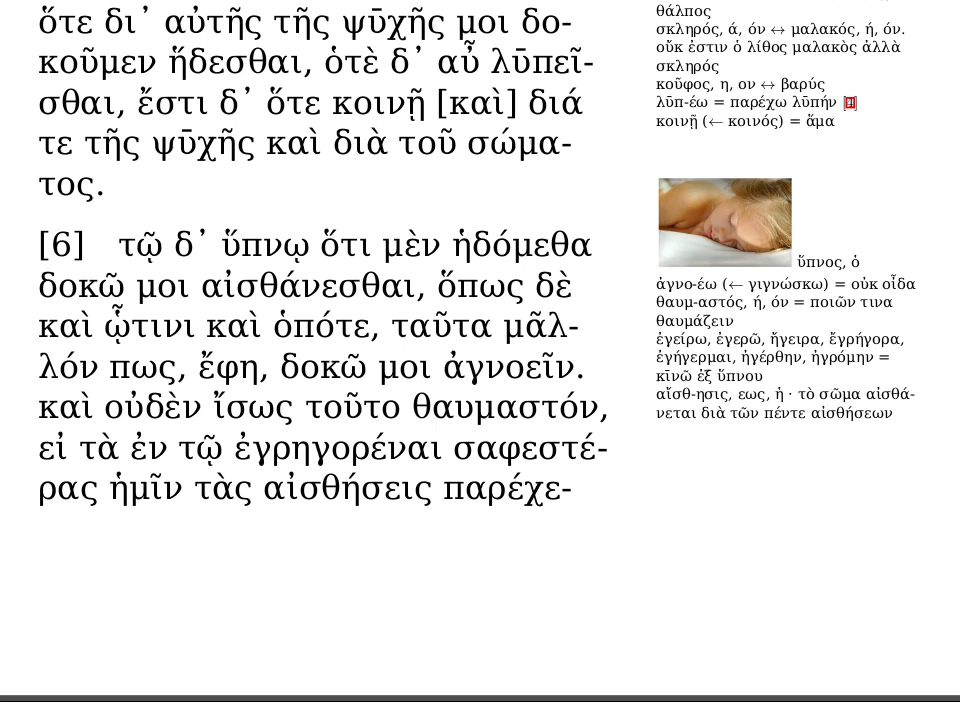 ὅτε δι᾽ αὐτῆς τῆς ψῡχῆς μοι δο-
κοῦμεν ἥδεσθαι, ὁτὲ δ᾽ αὖ λῡπεῖ-
σθαι, ἔστι δ᾽ ὅτε κοινῇ [καὶ] διά
τε τῆς ψῡχῆς καὶ διὰ τοῦ σώμα-
τος.
[6] τῷ δ᾽ ὕπνῳ ὅτι μὲν ἡδόμεθα
δοκῶ μοι αἰσθάνεσθαι, ὅπως δὲ
καὶ ᾧτινι καὶ ὁπότε, ταῦτα μᾶλ-
λόν πως, ἔφη, δοκῶ μοι ἀγνοεῖν.
καὶ οὐδὲν ἴσως τοῦτο θαυμαστόν,
εἰ τὰ ἐν τῷ ἐγρηγορέναι σαφεστέ-
ρας ἡμῖν τὰς αἰσθήσεις παρέχε-
θάλπος
σκληρός, ά, όν ↔ μαλακός, ή, όν.
οὔκ ἐστιν ὁ λίθος μαλακὸς ἀλλὰ
σκληρός
κοῦφος, η, ον ↔ βαρύς
λῡπ-έω = παρέχω λῡπήν
κοινῇ (← κοινός) = ἅμα
ὕπνος, ὁ
ἀγνο-έω (← γιγνώσκω) = οὐκ οἶδα
θαυμ-αστός, ή, όν = ποιῶν τινα
θαυμάζειν
ἐγείρω, ἐγερῶ, ἤγειρα, ἔγρήγορα,
ἐγήγερμαι, ἠγέρθην, ἠγρόμην =
κῑνῶ ἐξ ὕπνου
αἴσθ-ησις, εως, ἡ · τὸ σῶμα αἰσθά-
νεται διὰ τῶν πέντε αἰσθήσεων